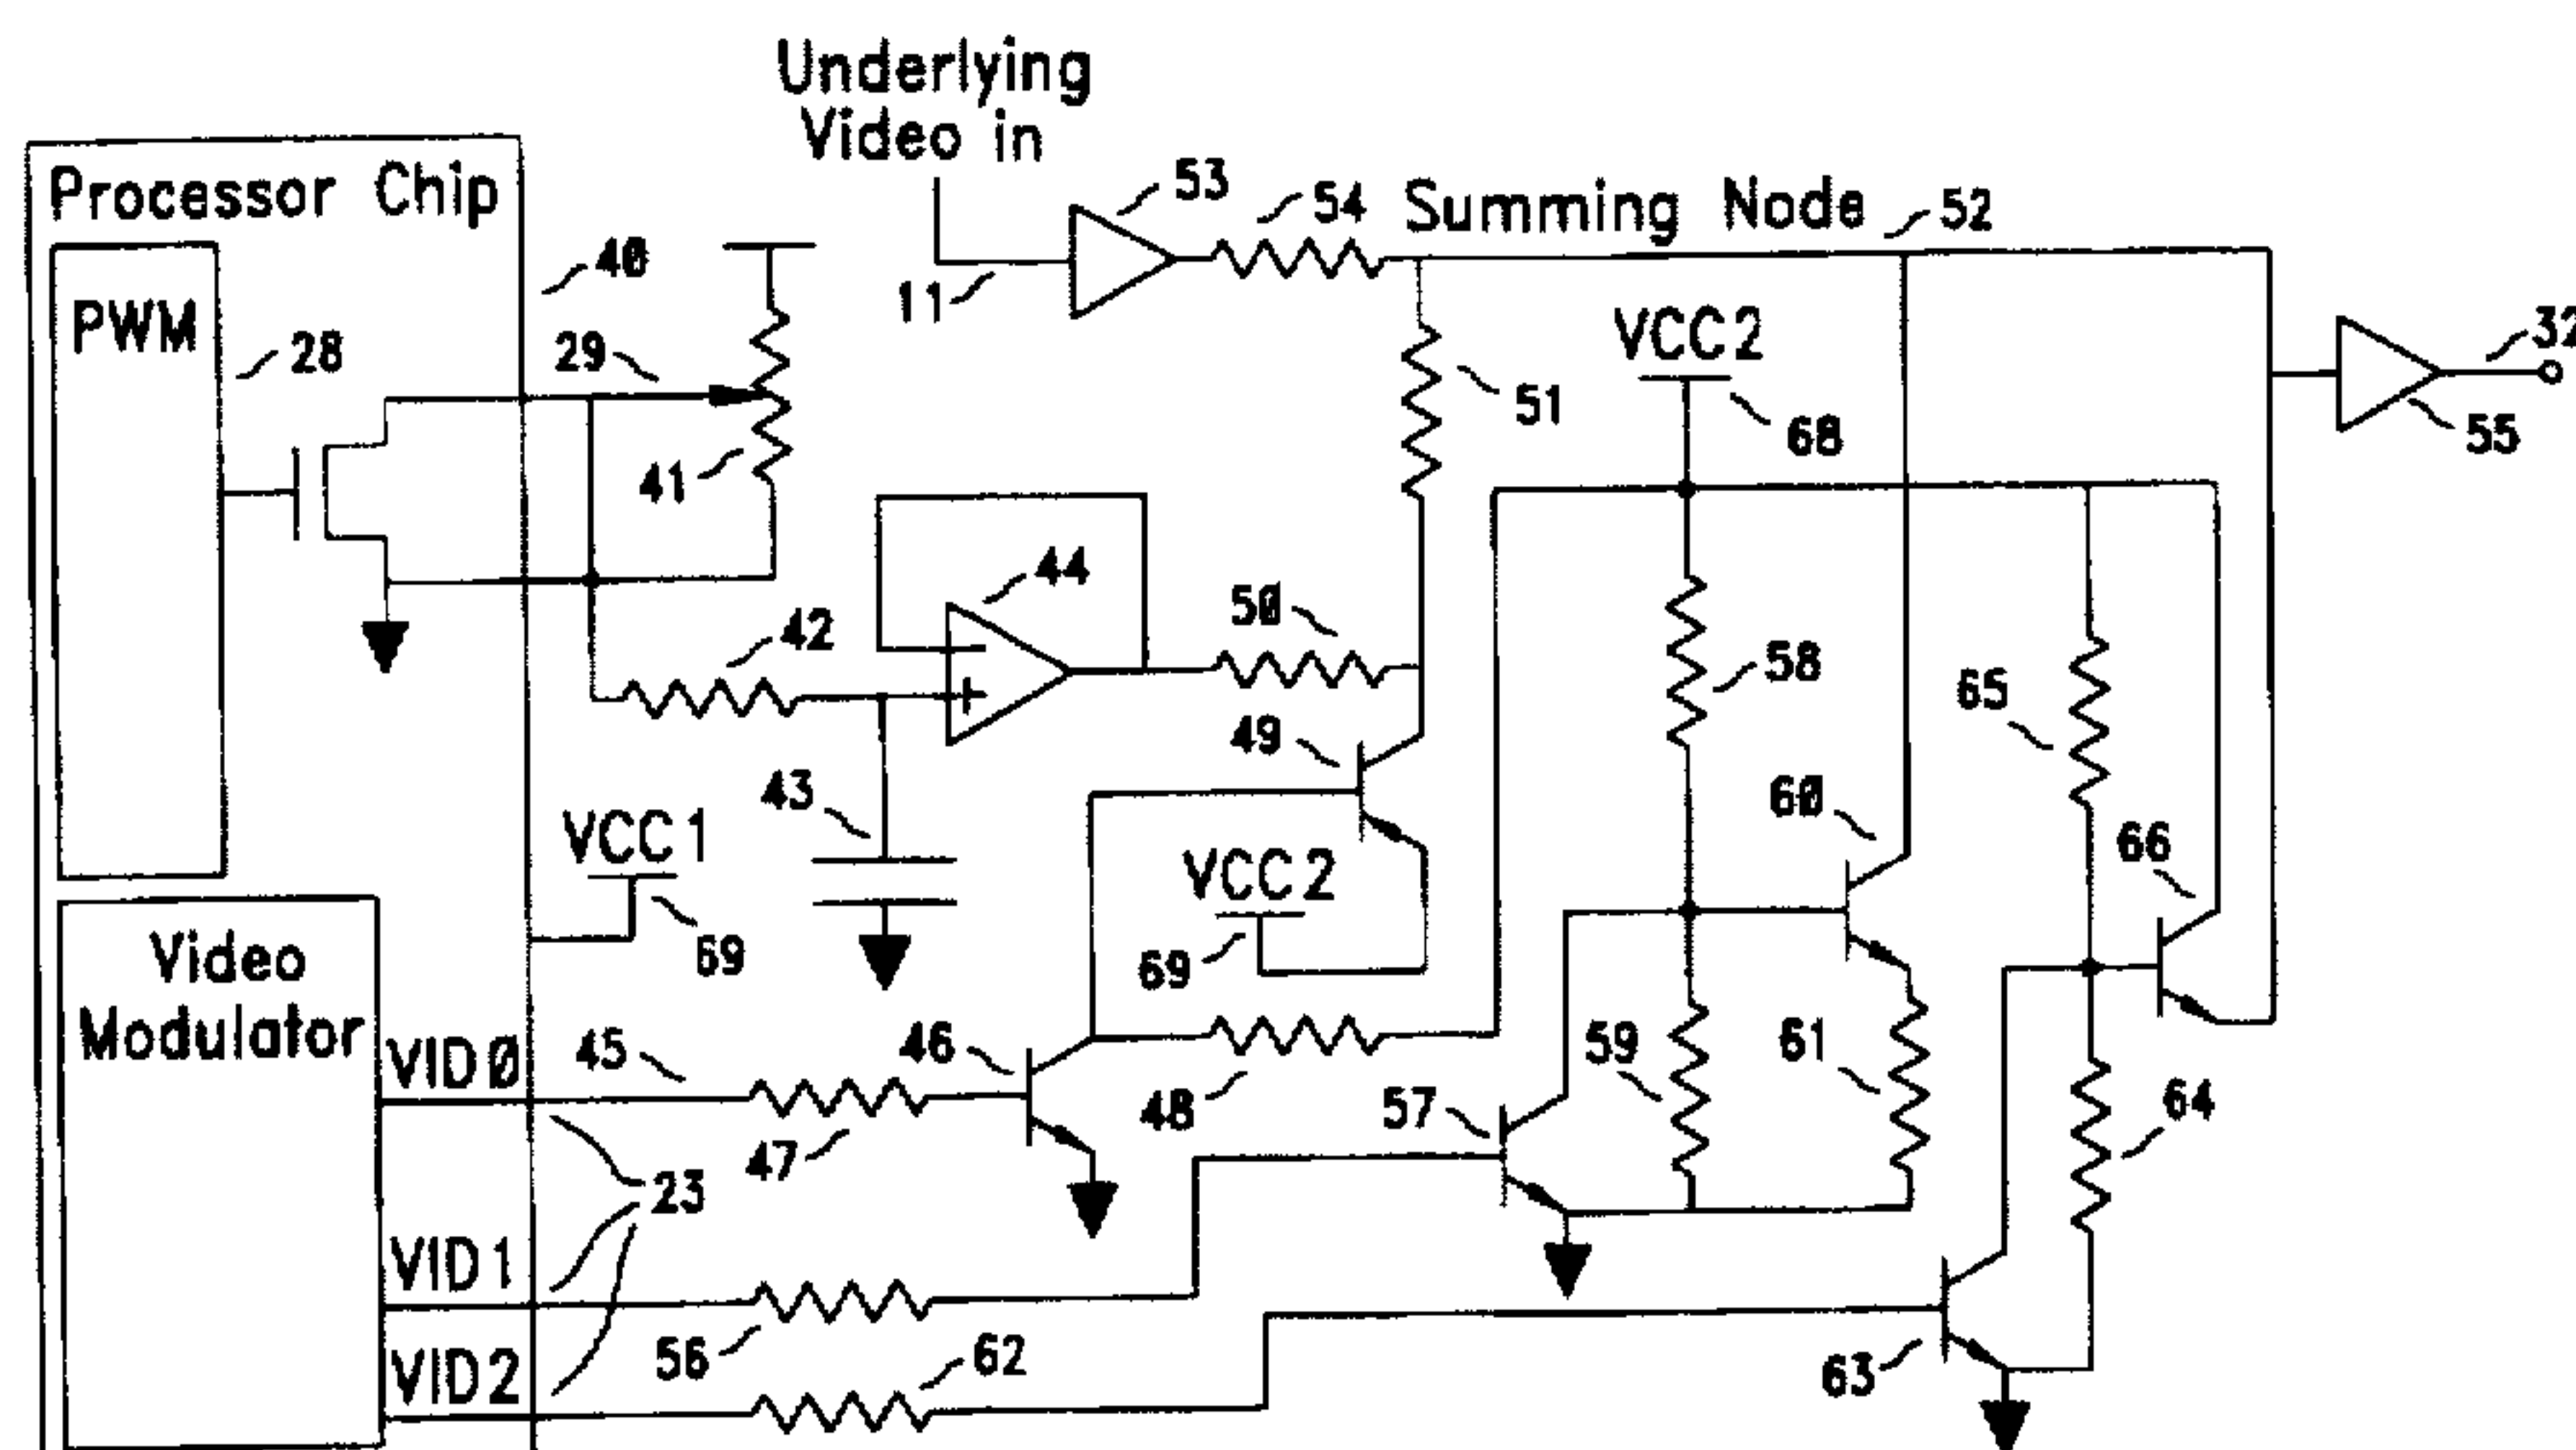 Underlying
Video in
Processor Chip
PWM
28
40
29
41
11
53
54
Summing Node
52
VCC2
68
51
32
55
42
44
50
58
65
43
49
60
66
VCC1
69
VCC2
69
Video
Modulator
VIDØ
45
46
47
48
57
59
61
64
23
VID1
56
VID2
62
63